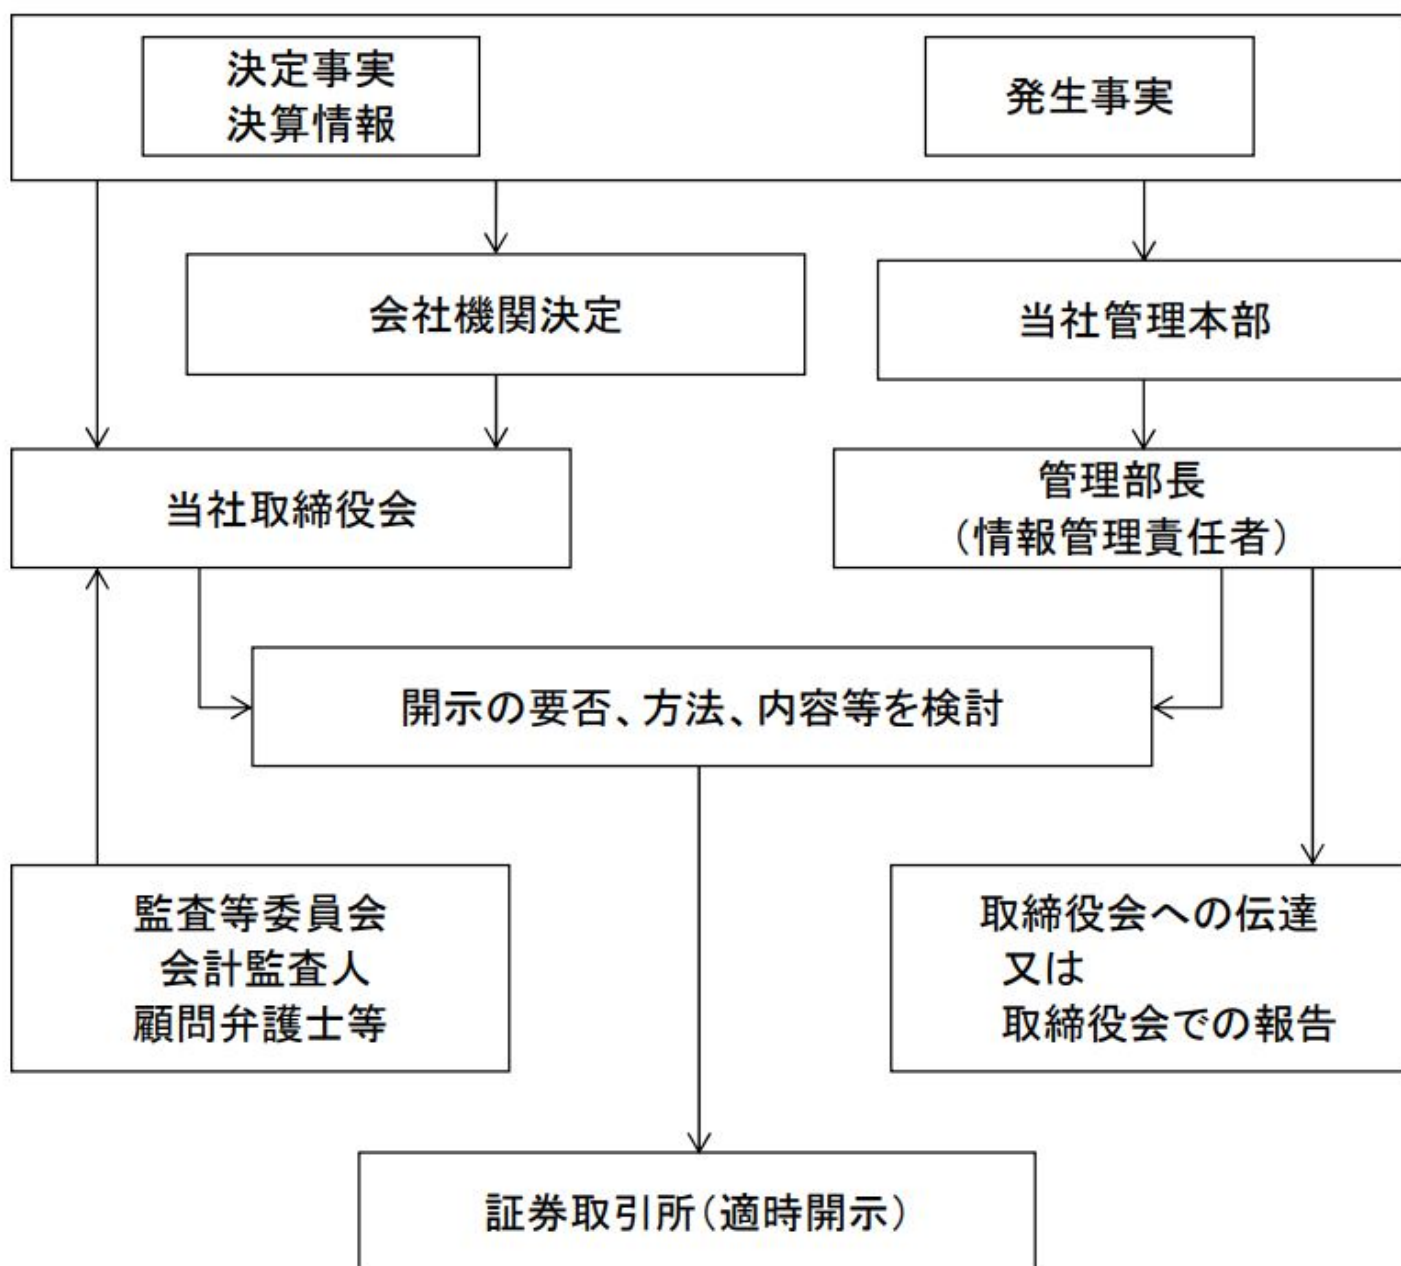 決定事実
決算情報
発生事実
会社機関決定
当社管理本部
当社取締役会
管理部長
（情報管理責任者）
開示の要否、方法、内容等を検討
監査等委員会
会計監査人
顧問弁護士等
取締役会への伝達
又は
取締役会での報告
証券取引所（適時開示）